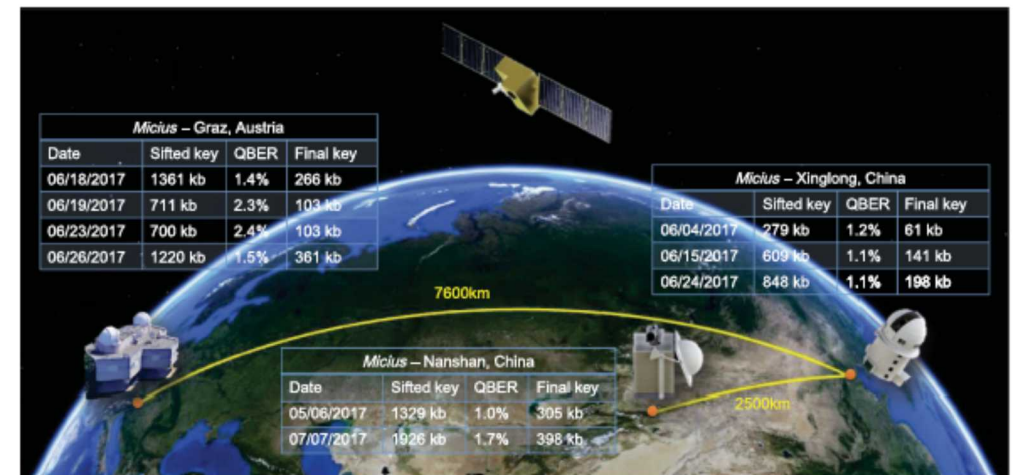 Micius – Graz, Austria
Date Sifted key QBER Final key
06/18/2017 1361 kb 1.4% 266 kb
06/19/2017 711 kb 2.3% 103 kb
06/23/2017 700 kb 2.4% 103 kb
06/26/2017 1220 kb 1.5% 361 kb
Micius – Xinglong, China
Date Sifted key QBER Final key
06/04/2017 279 kb 1.2% 61 kb
06/15/2017 609 kb 1.1% 141 kb
06/24/2017 848 kb 1.1% 198 kb
7600km
Micius – Nanshan, China
Date Sifted key QBER Final key
05/06/2017 1329 kb 1.0% 305 kb
07/07/2017 1926 kb 1.7% 398 kb
2500km